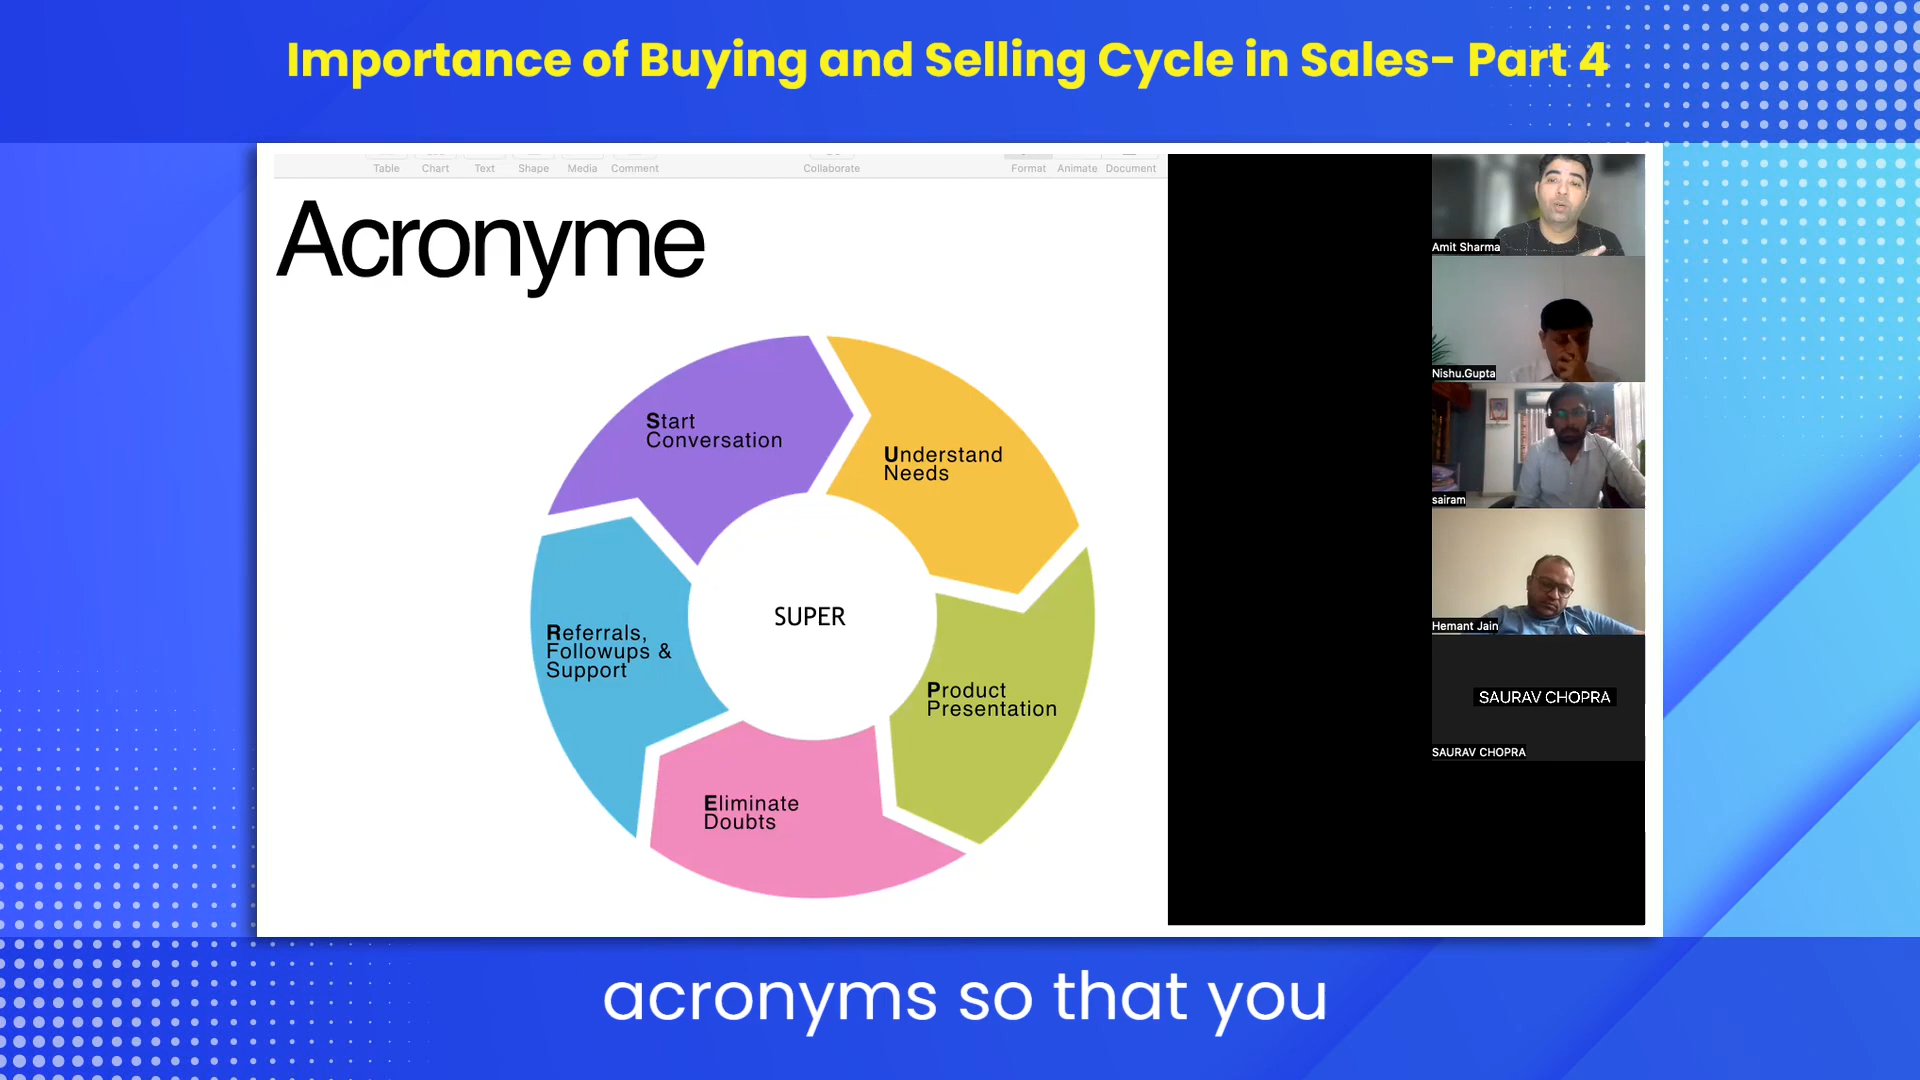 Importance of Buying and Selling Cycle in Sales- Part 4
Table Chart Text Shape Media Comment Collaborate Format Animate Document
Acronyme
Start
Conversation
Understand
Needs
Product
Presentation
Eliminate
Doubts
Referrals,
Followups &
Support
SUPER
Amit Sharma
Nishu.Gupta
sairam
Hemant Jain
SAURAV CHOPRA
SAURAV CHOPRA
acronyms so that you